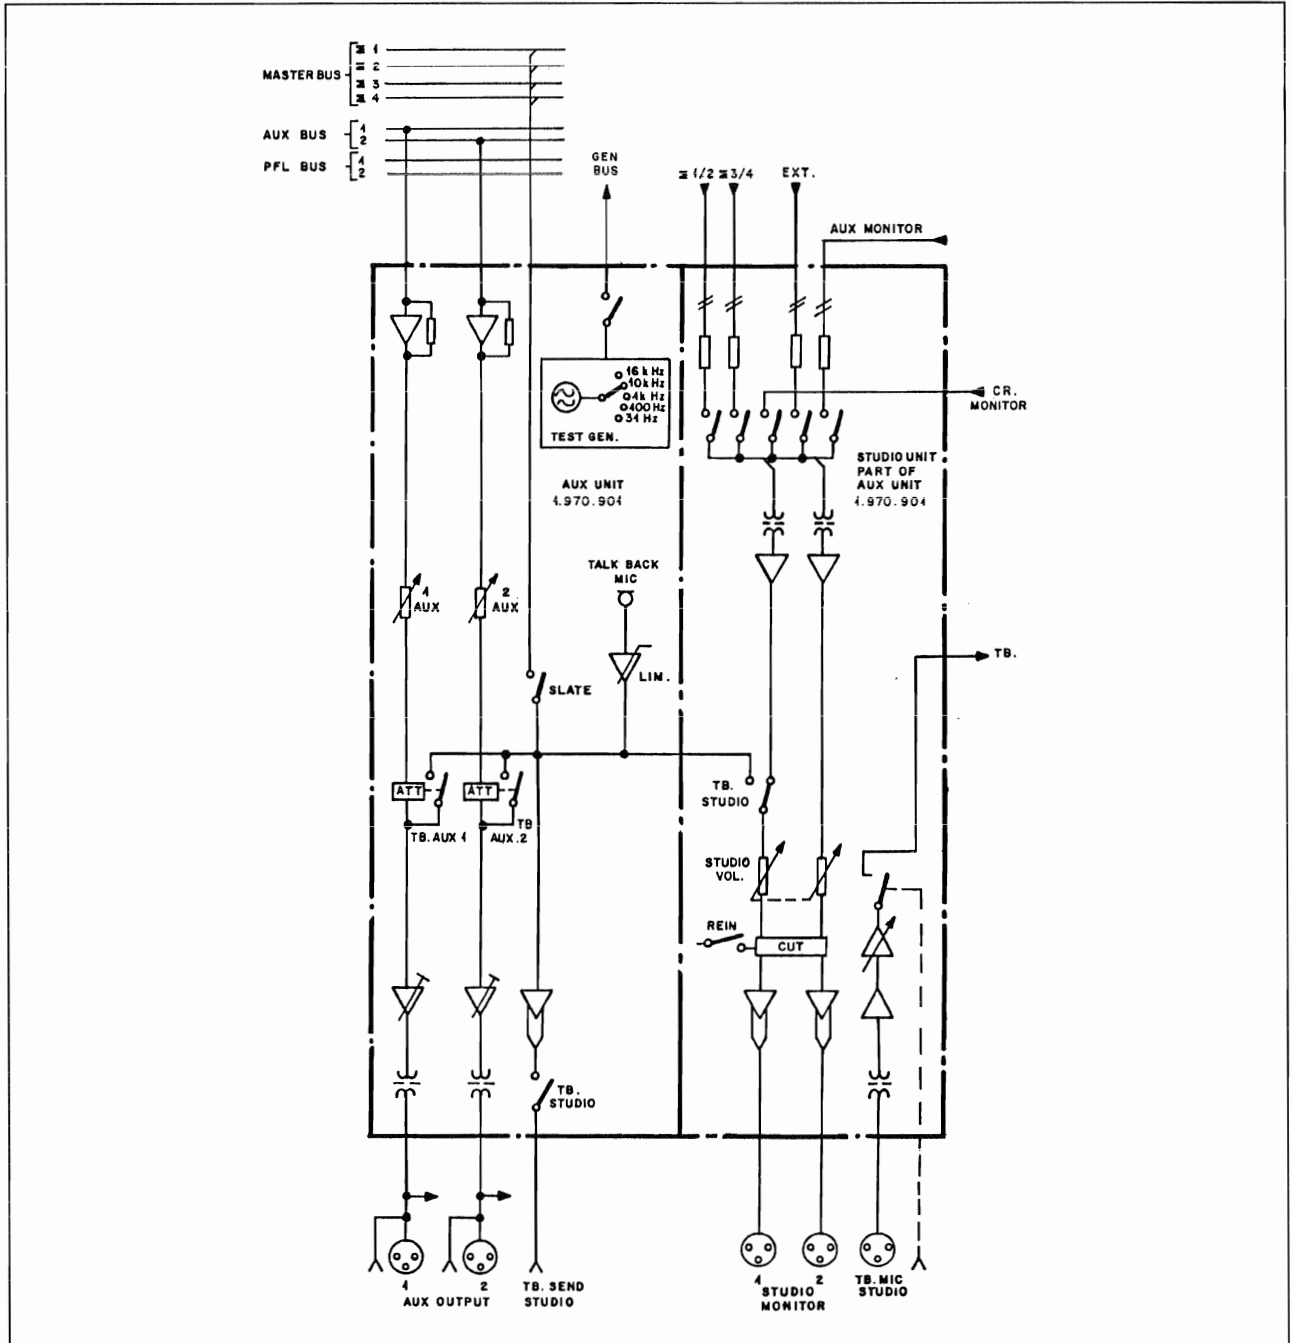 MASTER BUS
Ʃ 1
Ʃ 2
Ʃ 3
Ʃ 4
AUX BUS
1
2
PFL BUS
1
2
GEN
BUS
Ʃ 1/2
Ʃ 3/4
EXT.
AUX MONITOR
16 kHz
10 kHz
4 kHz
400 Hz
31 Hz
TEST GEN.
CR.
MONITOR
AUX UNIT
1.970.901
STUDIO UNIT
PART OF
AUX UNIT
1.970.901
1
AUX
2
AUX
TALK BACK
MIC
LIM.
SLATE
TB.
ATT
ATT
TB. AUX 1
TB
AUX.2
TB.
STUDIO
STUDIO
VOL.
REIN
CUT
TB.
STUDIO
1
2
AUX OUTPUT
TB. SEND
STUDIO
1
2
STUDIO
MONITOR
TB. MIC
STUDIO